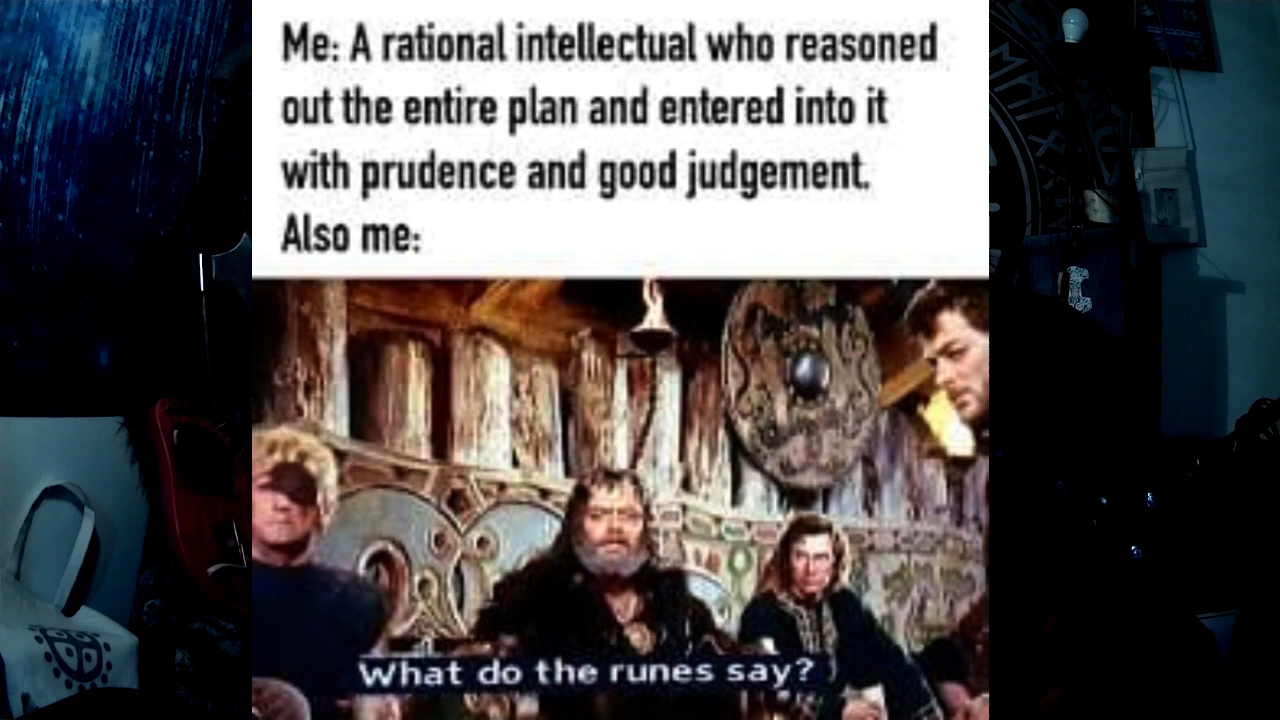 Me: A rational intellectual who reasoned
out the entire plan and entered into it
with prudence and good judgement.
Also me:
What do the runes say?